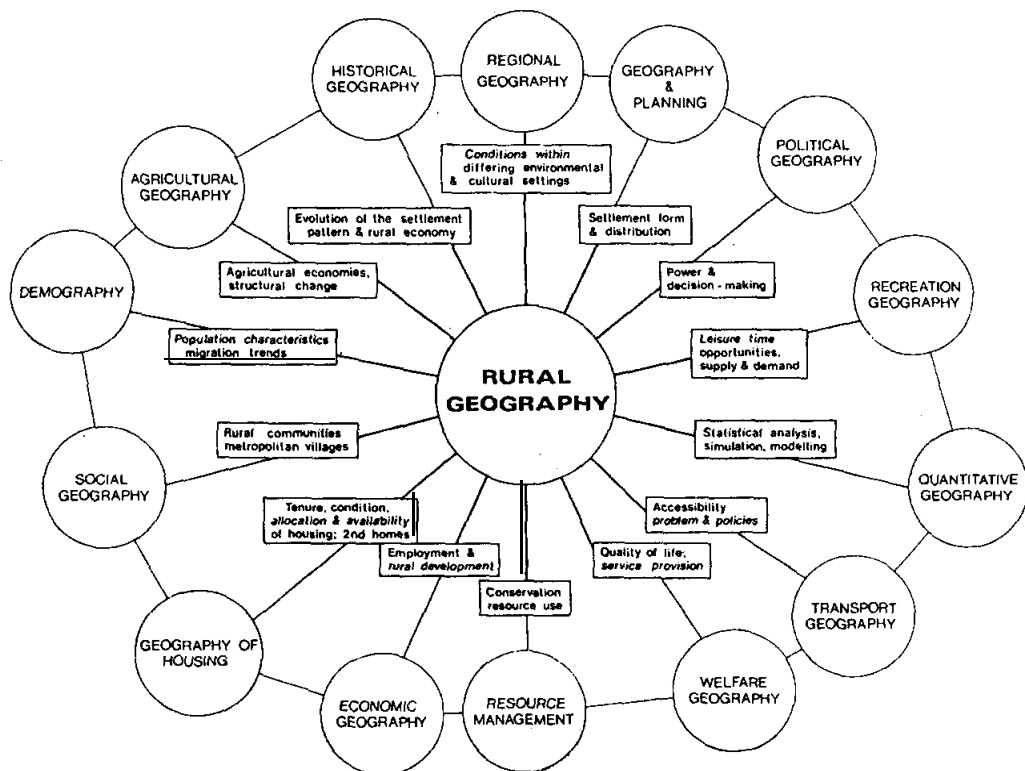 HISTORICAL
GEOGRAPHY
REGIONAL
GEOGRAPHY
GEOGRAPHY
&
PLANNING
POLITICAL
GEOGRAPHY
RECREATION
GEOGRAPHY
QUANTITATIVE
GEOGRAPHY
TRANSPORT
GEOGRAPHY
WELFARE
GEOGRAPHY
RESOURCE
MANAGEMENT
ECONOMIC
GEOGRAPHY
GEOGRAPHY OF
HOUSING
SOCIAL
GEOGRAPHY
DEMOGRAPHY
AGRICULTURAL
GEOGRAPHY
Conditions within
differing environmental
& cultural settings
Evolution of the settlement
pattern & rural economy
Settlement form
& distribution
Agricultural economies,
structural change
Power &
decision - making
Population characteristics
migration trends
Leisure time
opportunities,
supply & demand
RURAL
GEOGRAPHY
Rural communities
metropolitan villages
Statistical analysis,
simulation, modelling
Tenure, condition,
allocation & availability
of housing; 2nd homes
Accessibility
problem & policies
Employment &
rural development
Quality of life;
service provision
Conservation
resource use